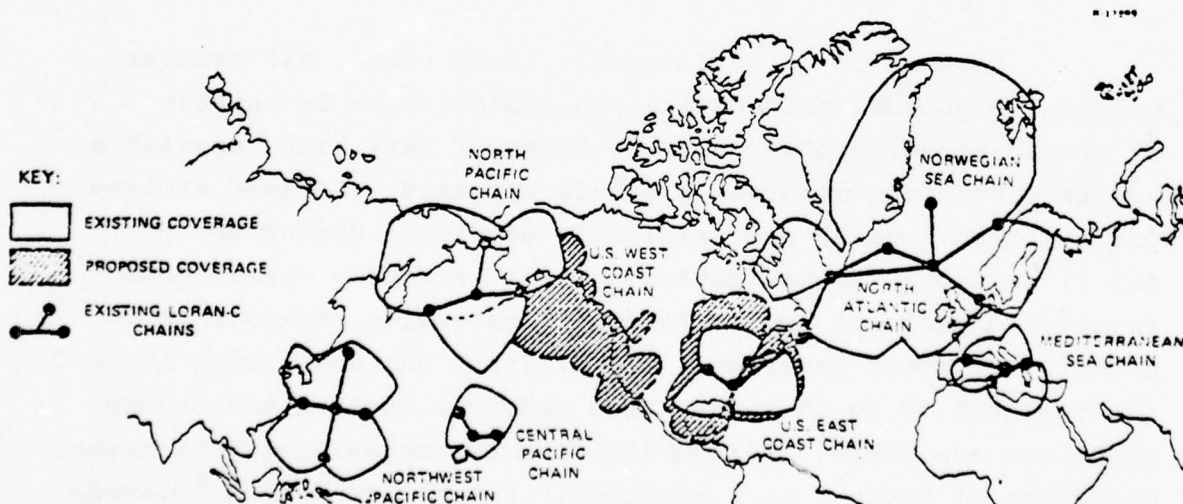 KEY:
EXISTING COVERAGE
PROPOSED COVERAGE
EXISTING LORAN-C
CHAINS
NORTH
PACIFIC
CHAIN
U.S. WEST
COAST
CHAIN
NORWEGIAN
SEA CHAIN
NORTH
ATLANTIC
CHAIN
MEDITERRANEAN
SEA CHAIN
U.S. EAST
COAST CHAIN
CENTRAL
PACIFIC CHAIN
NORTHWEST
PACIFIC CHAIN